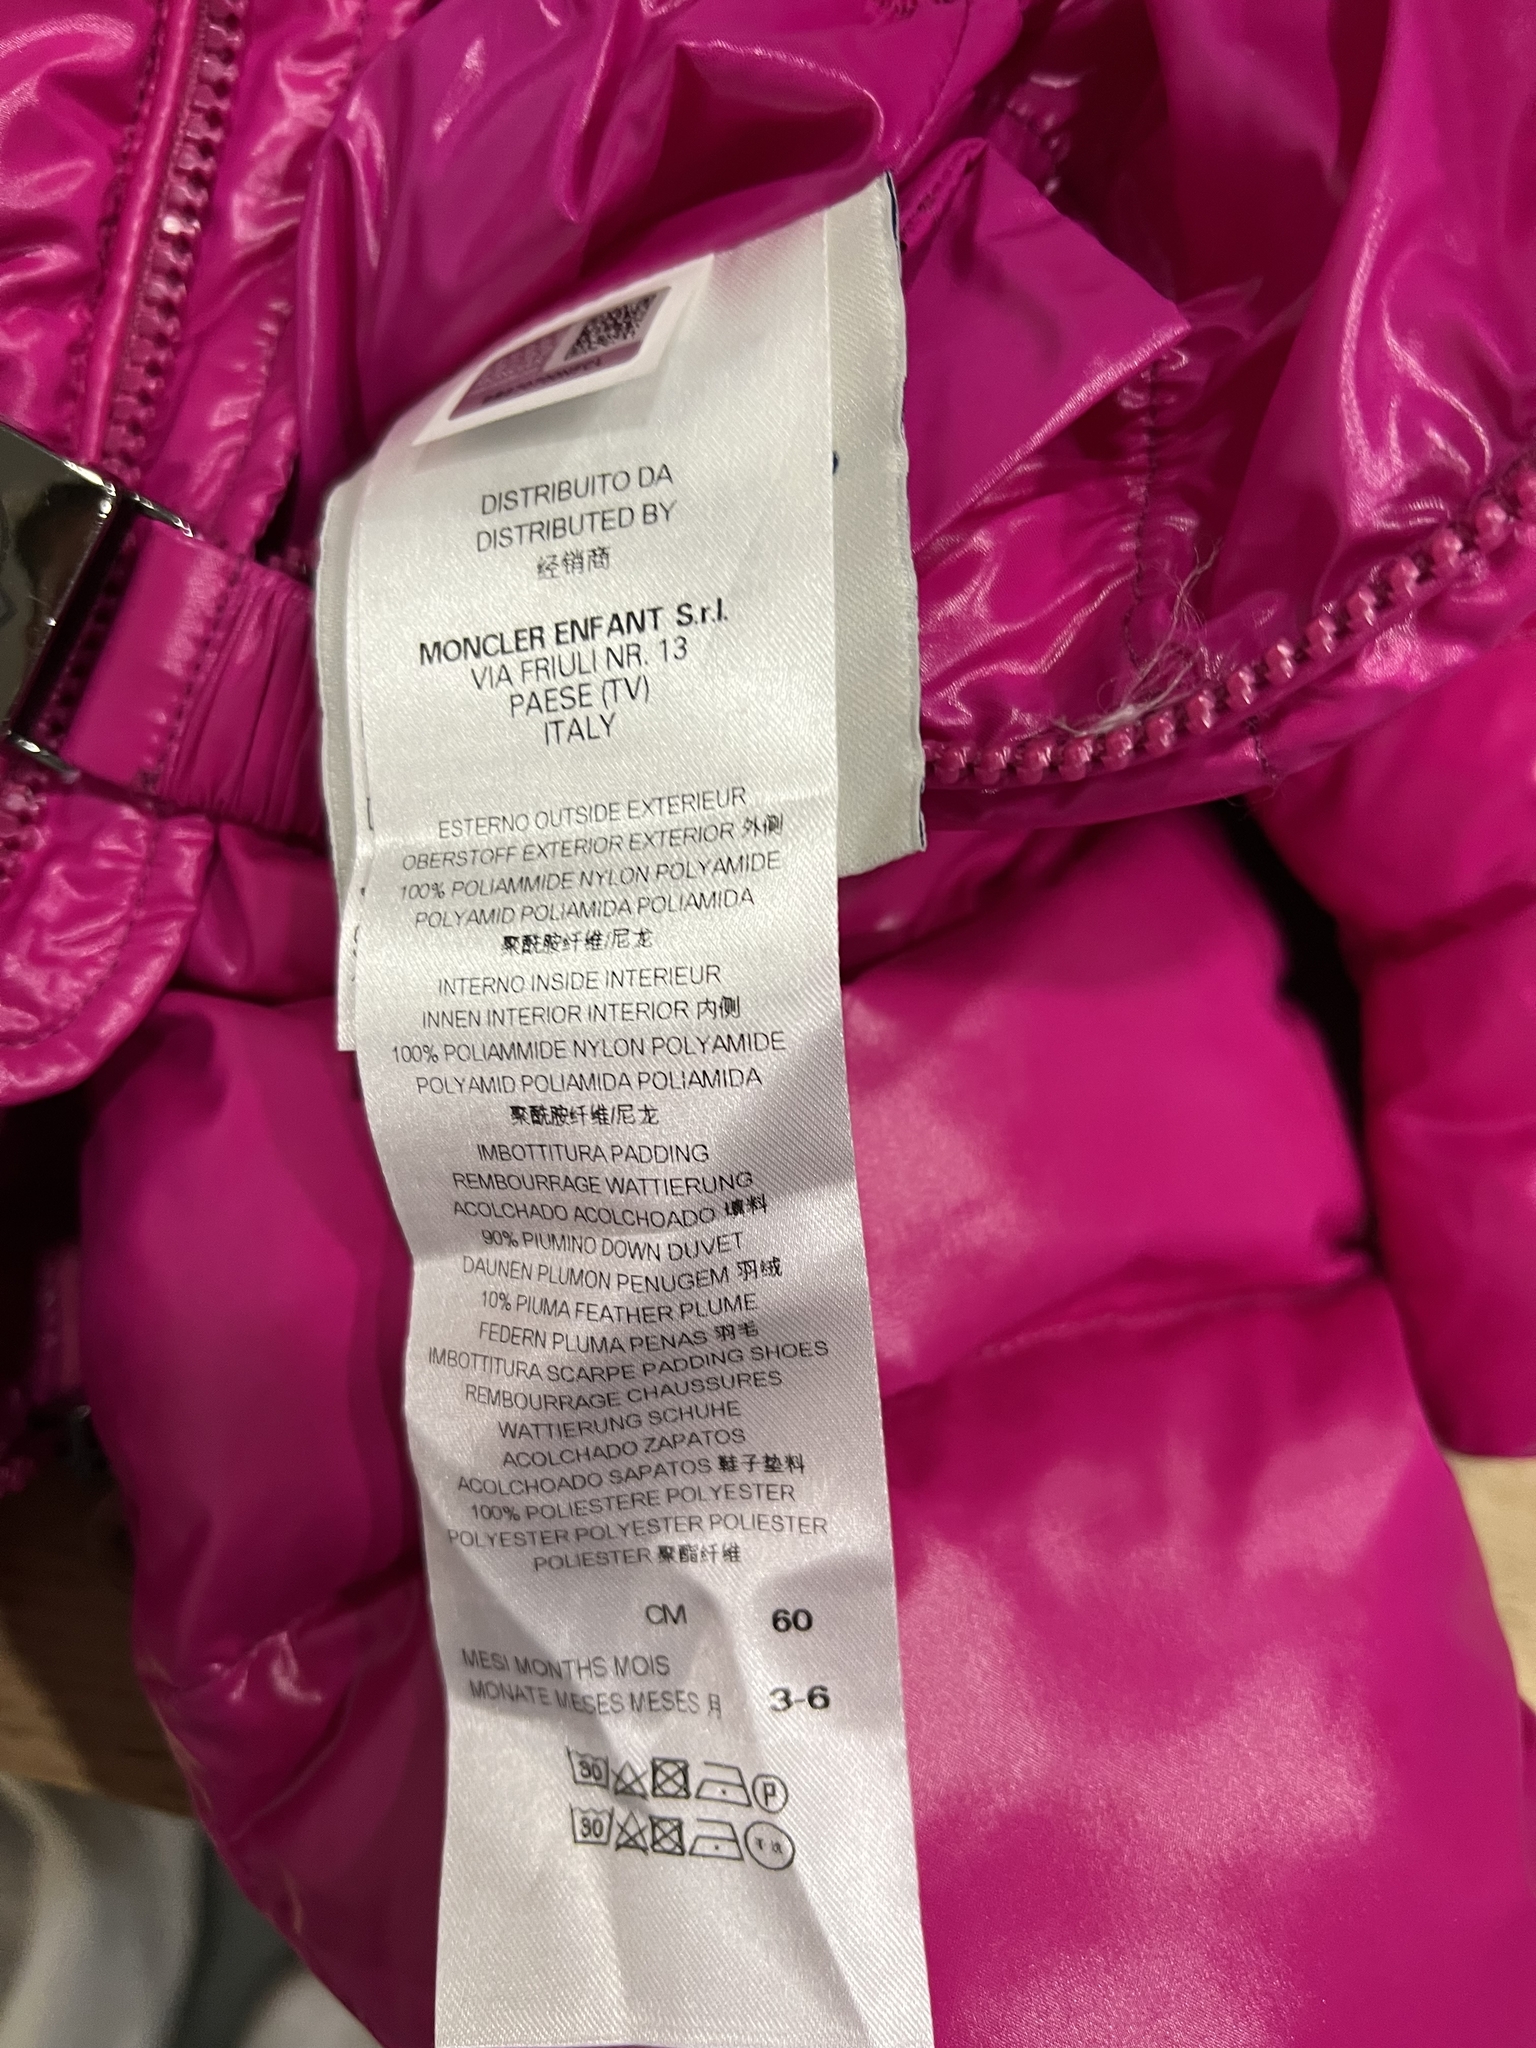 DISTRIBUITO DA
DISTRIBUTED BY
经销商
MONCLER ENFANT S.r.l.
VIA FRIULI NR. 13
PAESE (TV)
ITALY
ESTERNO OUTSIDE EXTERIEUR
OBERSTOFF EXTERIOR EXTERIOR 外侧
100% POLIAMMIDE NYLON POLYAMIDE
POLYAMID POLIAMIDA POLIAMIDA
聚酰胺纤维/尼龙
INTERNO INSIDE INTERIEUR
INNEN INTERIOR INTERIOR 内侧
100% POLIAMMIDE NYLON POLYAMIDE
POLYAMID POLIAMIDA POLIAMIDA
聚酰胺纤维/尼龙
IMBOTTITURA PADDING
REMBOURRAGE WATTIERUNG
ACOLCHADO ACOLCHOADO 填料
90% PIUMINO DOWN DUVET
DAUNEN PLUMON PENUGEM 羽绒
10% PIUMA FEATHER PLUME
FEDERN PLUMA PENAS 羽毛
IMBOTTITURA SCARPE PADDING SHOES
REMBOURRAGE CHAUSSURES
WATTIERUNG SCHUHE
ACOLCHADO ZAPATOS
ACOLCHOADO SAPATOS 鞋子垫料
100% POLIESTERE POLYESTER
POLYESTER POLYESTER POLIESTER
POLIESTER 聚酯纤维
CM 60
MESI MONTHS MOIS
MONATE MESES MESES 月 3-6
30 P
30 干洗